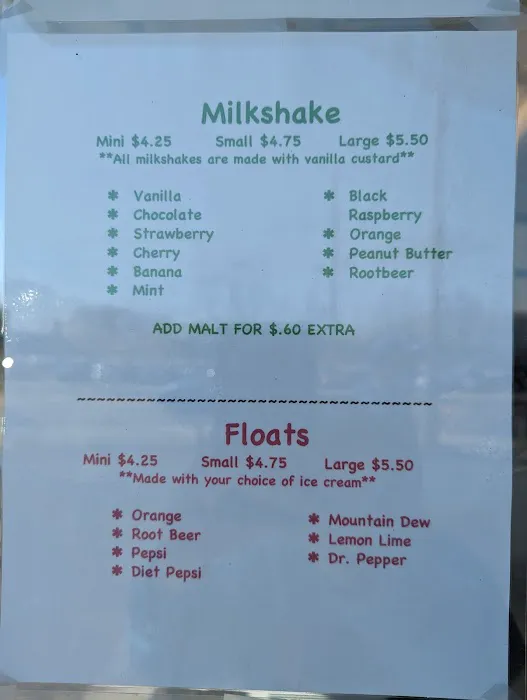 Milkshake
Mini $4.25 Small $4.75 Large $5.50
**All milkshakes are made with vanilla custard**
* Vanilla
* Chocolate
* Strawberry
* Cherry
* Banana
* Mint
* Black
Raspberry
* Orange
* Peanut Butter
* Rootbeer
ADD MALT FOR $.60 EXTRA
~~~~~~~~~~~~~~~~~~~~~~~~~~~~~~~~~~
Floats
Mini $4.25 Small $4.75 Large $5.50
**Made with your choice of ice cream**
* Orange
* Root Beer
* Pepsi
* Diet Pepsi
* Mountain Dew
* Lemon Lime
* Dr. Pepper